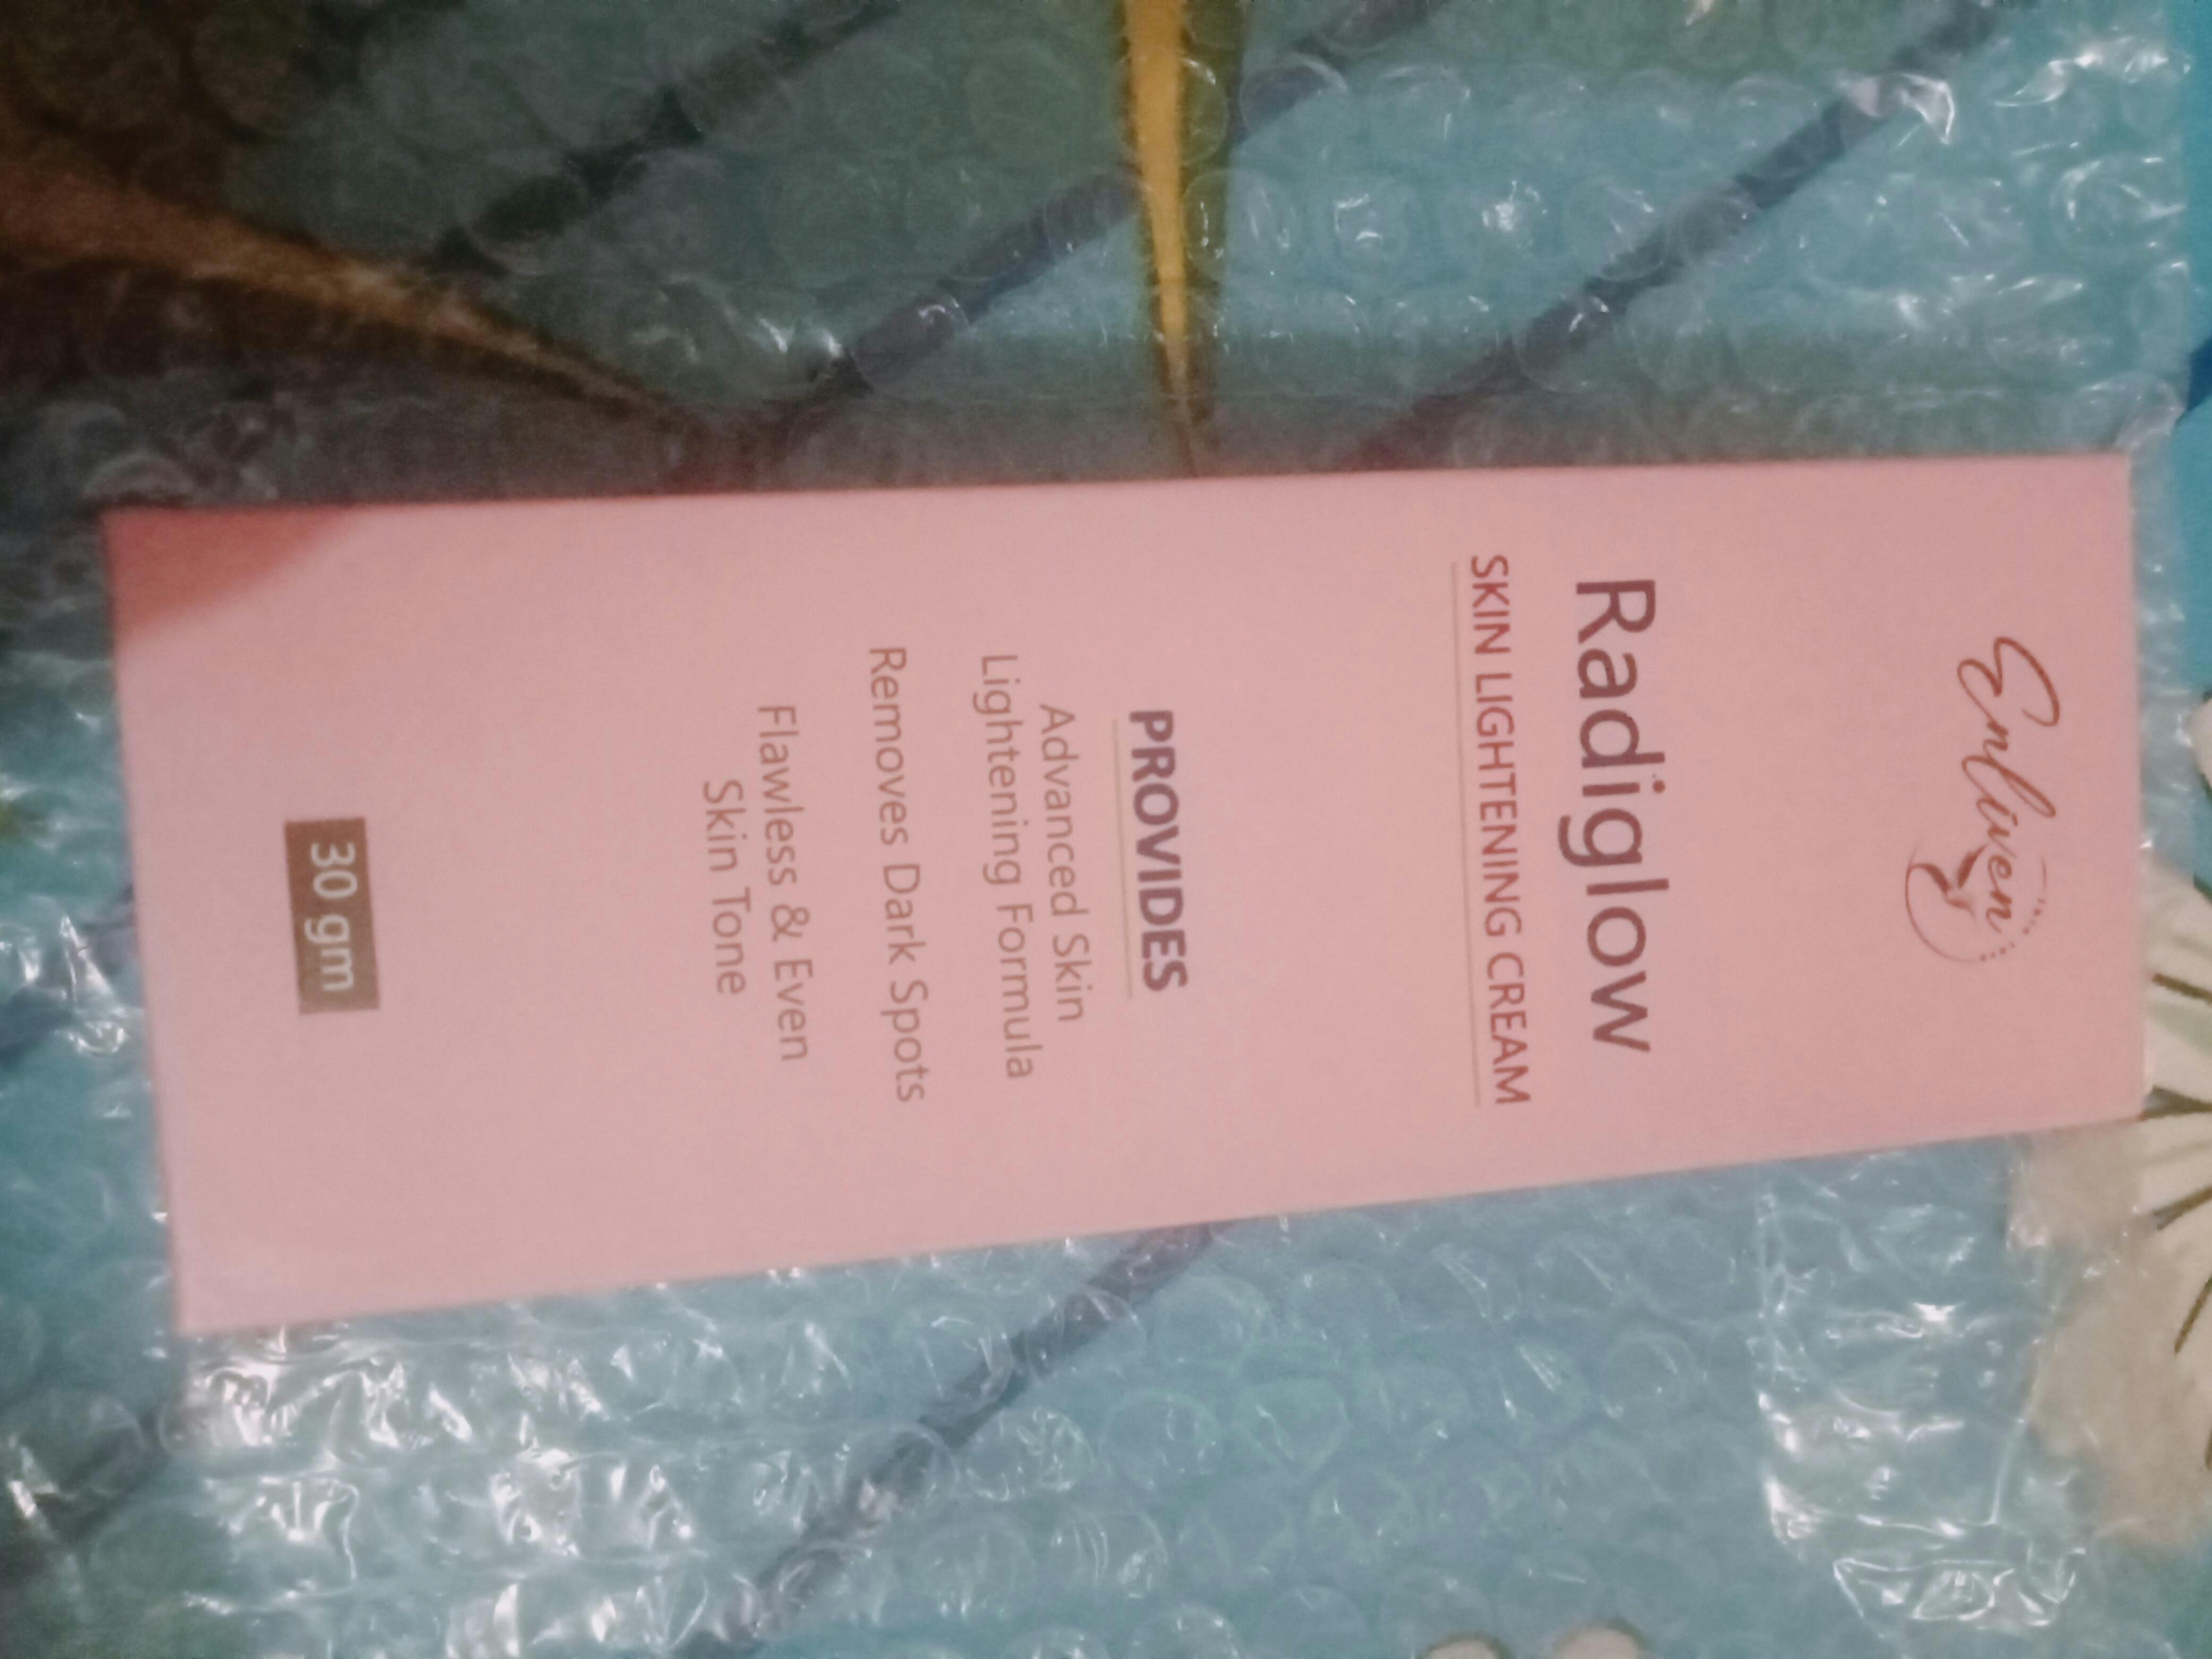 Enliven
Radiglow
SKIN LIGHTENING CREAM
PROVIDES
Advanced Skin
Lightening Formula
Removes Dark Spots
Flawless & Even
Skin Tone
30 gm